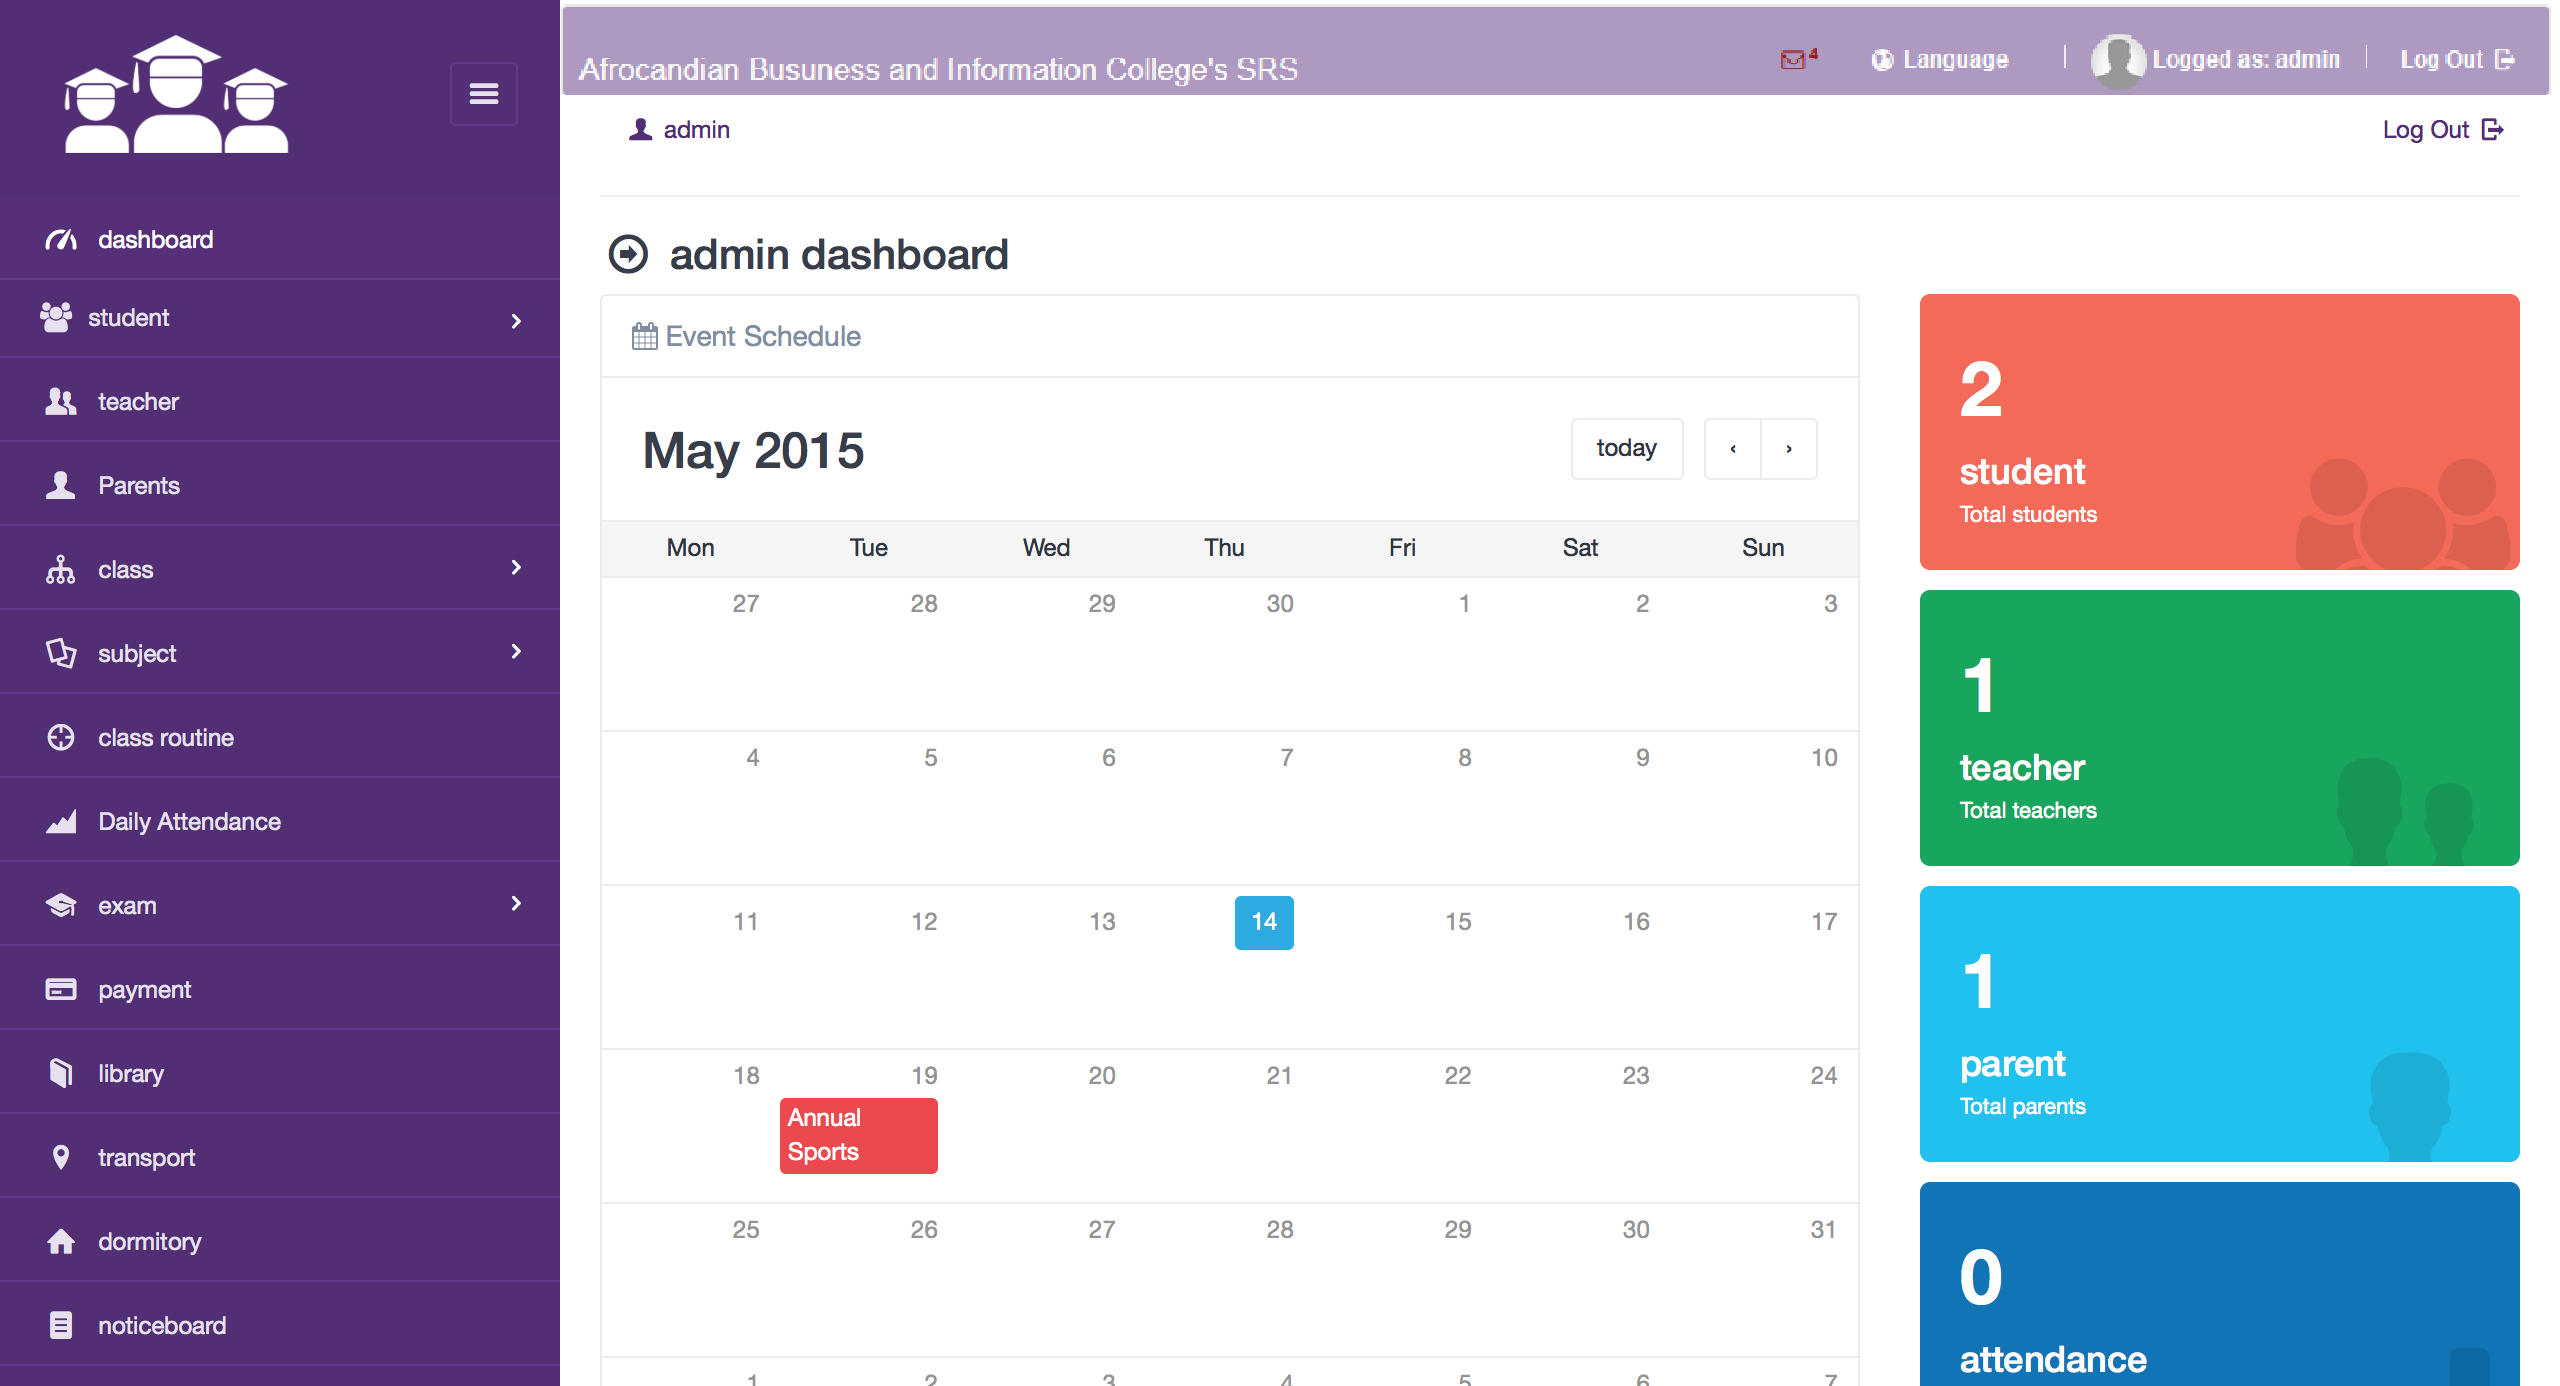 Afrocandian Busuness and Information College's SRS
4
Language
Logged as: admin
Log Out
admin
Log Out
dashboard
student
teacher
Parents
class
subject
class routine
Daily Attendance
exam
payment
library
transport
dormitory
noticeboard
admin dashboard
Event Schedule
May 2015
today
‹ ›
Mon Tue Wed Thu Fri Sat Sun
27 28 29 30 1 2 3
4 5 6 7 8 9 10
11 12 13 14 15 16 17
18 19 20 21 22 23 24
Annual
Sports
25 26 27 28 29 30 31
1 2 3 4 5 6 7
2
student
Total students
1
teacher
Total teachers
1
parent
Total parents
0
attendance